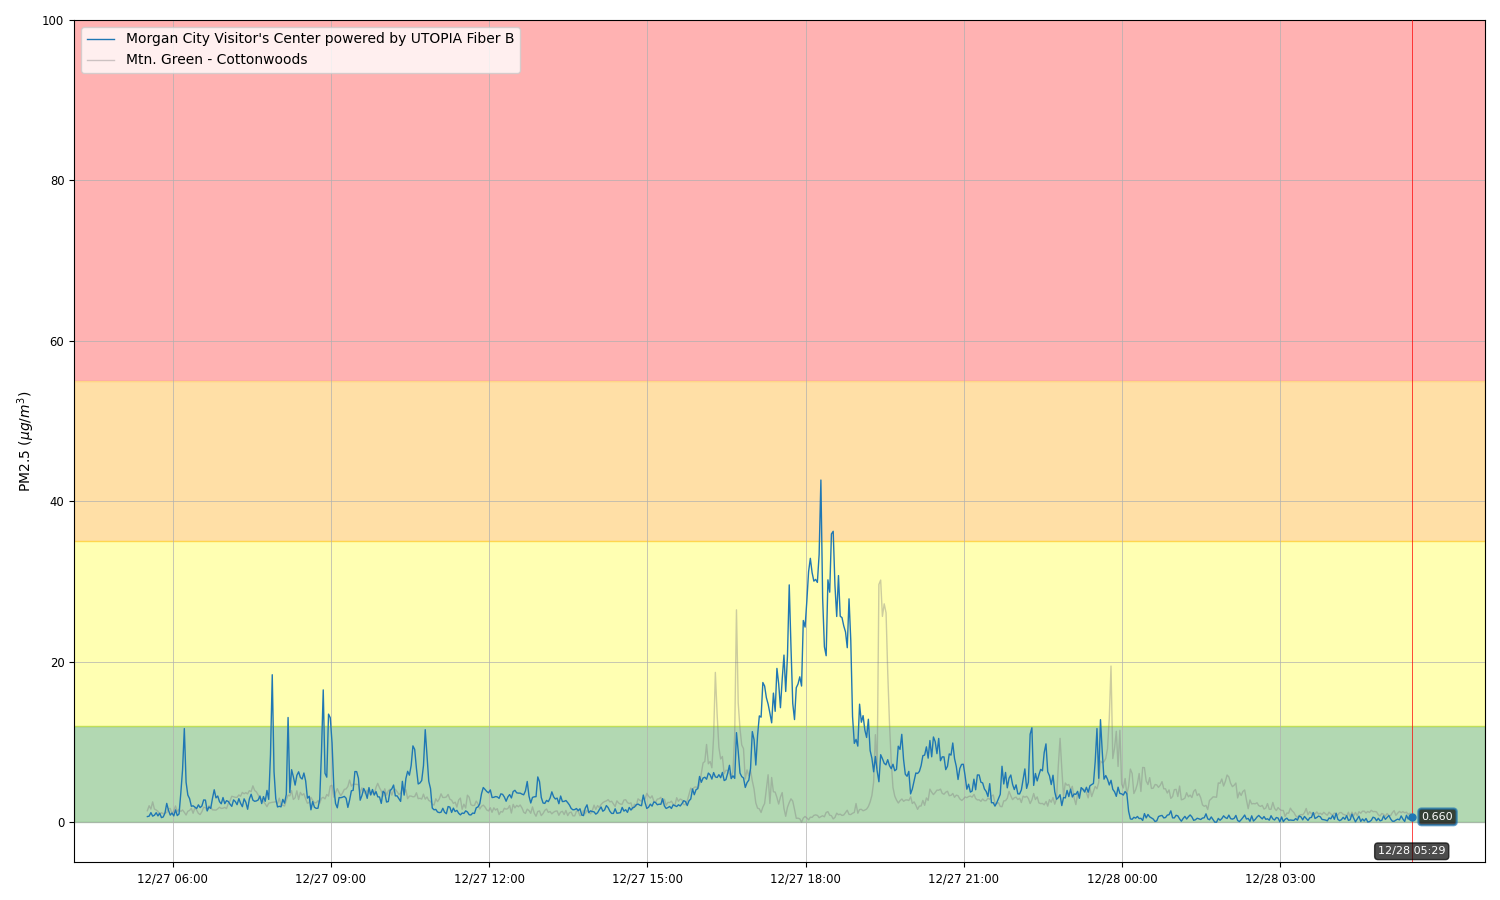 100
Morgan City Visitor's Center powered by UTOPIA Fiber B
Mtn. Green - Cottonwoods
80
60
PM2.5 (μg/m³)
40
20
0
0.660
12/28 05:29
12/27 06:00 12/27 09:00 12/27 12:00 12/27 15:00 12/27 18:00 12/27 21:00 12/28 00:00 12/28 03:00